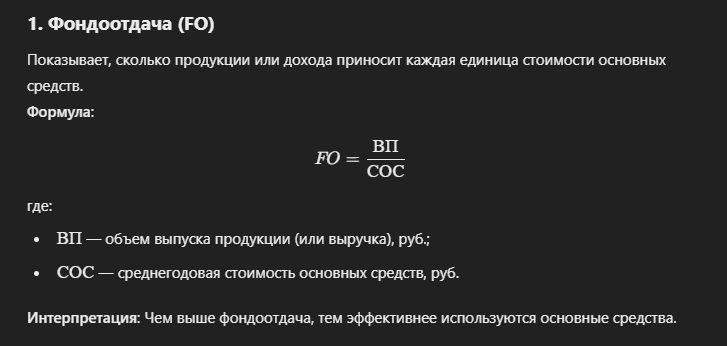 1. Фондоотдача (FO)
Показывает, сколько продукции или дохода приносит каждая единица стоимости основных
средств.
Формула:
FO = ВП / СОС
где:
• ВП — объем выпуска продукции (или выручка), руб.;
• СОС — среднегодовая стоимость основных средств, руб.
Интерпретация: Чем выше фондоотдача, тем эффективнее используются основные средства.